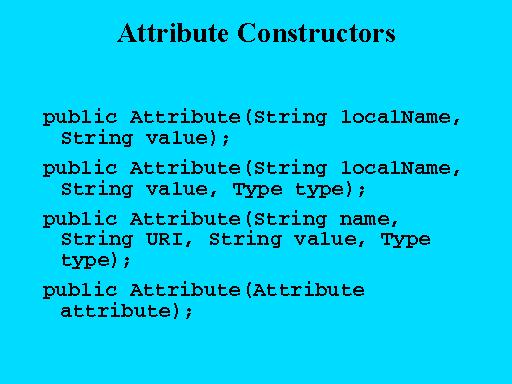 Attribute Constructors
public Attribute(String localName,
String value);
public Attribute(String localName,
String value, Type type);
public Attribute(String name,
String URI, String value, Type
type);
public Attribute(Attribute
attribute);